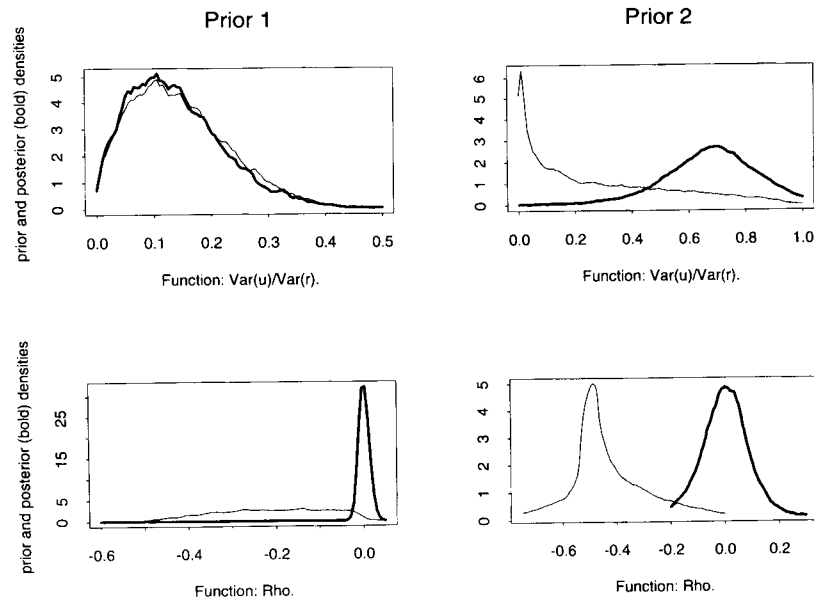 Prior 1
Prior 2
prior and posterior (bold) densities
5
4
3
2
1
0
0.0 0.1 0.2 0.3 0.4 0.5
Function: Var(u)/Var(r).
6
5
4
3
2
1
0
0.0 0.2 0.4 0.6 0.8 1.0
Function: Var(u)/Var(r).
prior and posterior (bold) densities
25
15
5
0
-0.6 -0.4 -0.2 0.0
Function: Rho.
5
4
3
2
1
0
-0.6 -0.4 -0.2 0.0 0.2
Function: Rho.